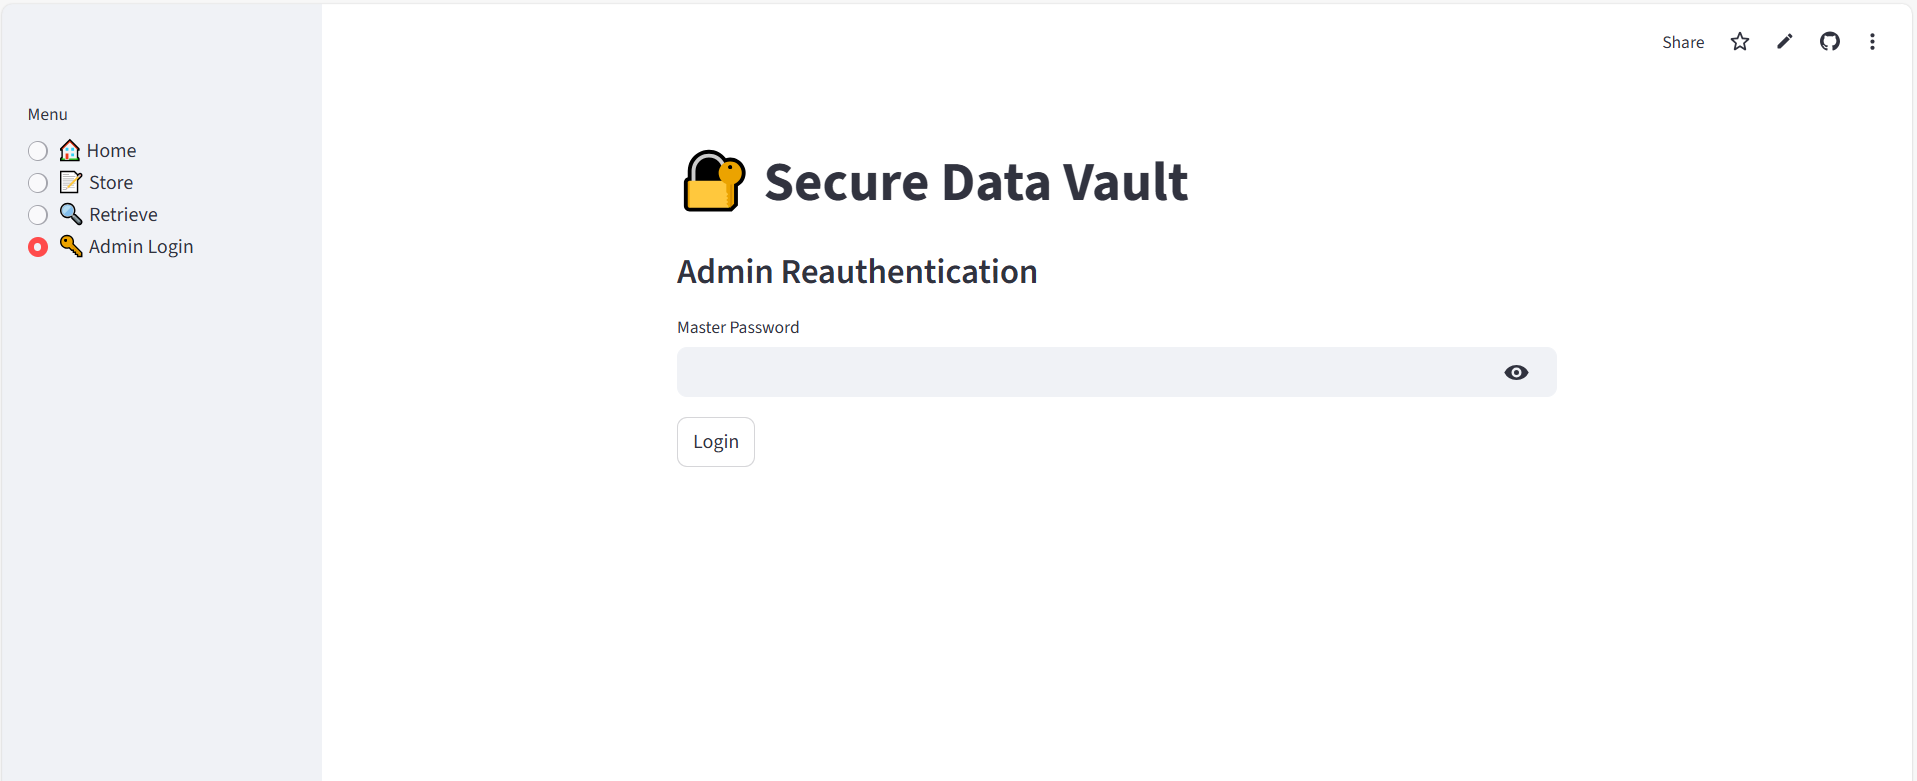 Share
Menu
Home
Store
Retrieve
Admin Login
Secure Data Vault
Admin Reauthentication
Master Password
Login